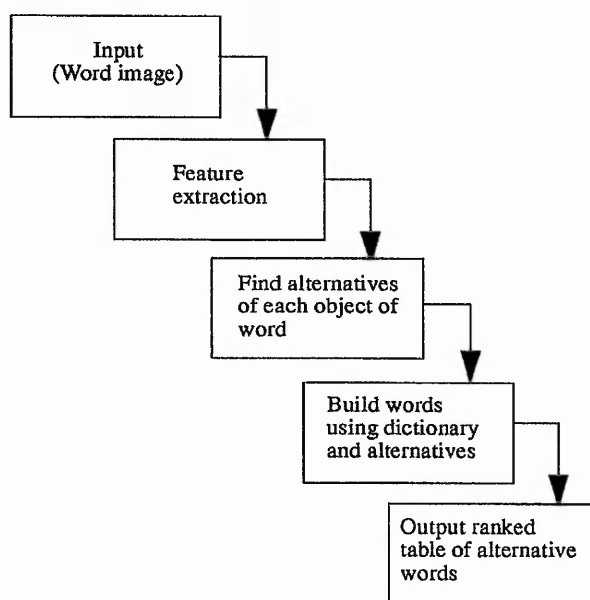 Input
(Word image)
Feature
extraction
Find alternatives
of each object of
word
Build words
using dictionary
and alternatives
Output ranked
table of alternative
words